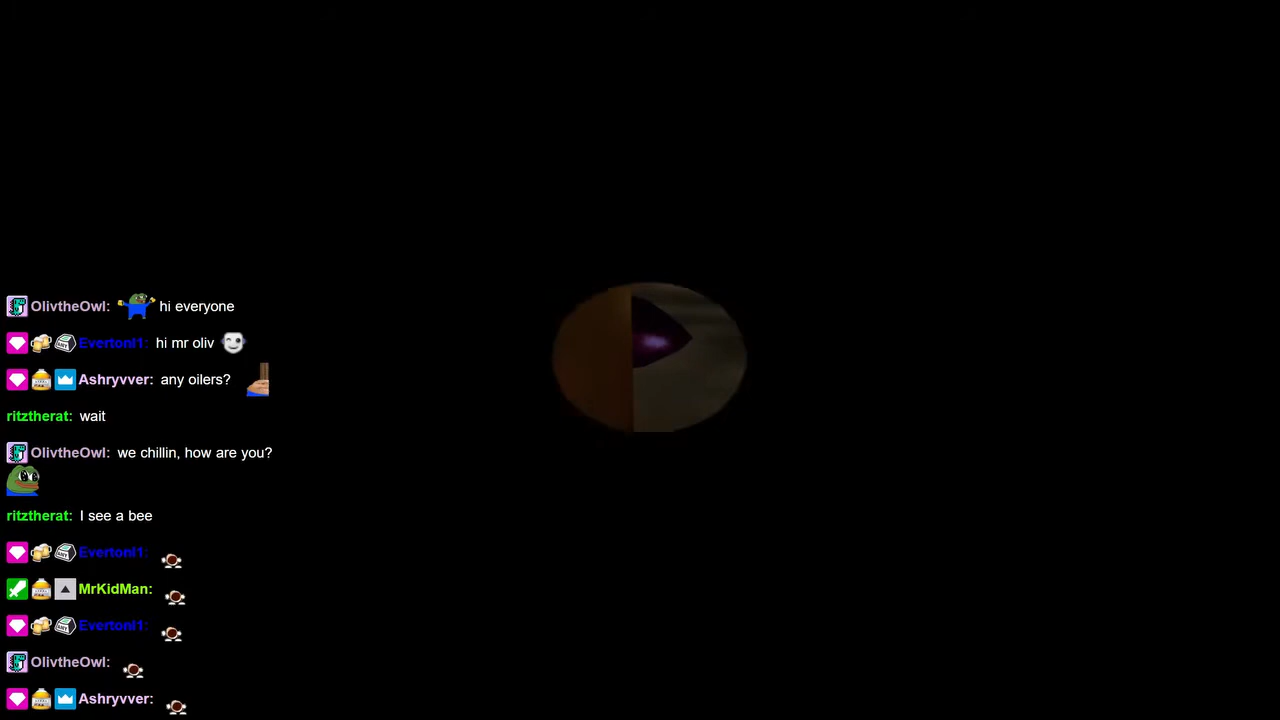 OlivtheOwl: hi everyone
Evertonl1: hi mr oliv
Ashryvver: any oilers?
ritztherat: wait
OlivtheOwl: we chillin, how are you?
ritztherat: I see a bee
Evertonl1:
MrKidMan:
Evertonl1:
OlivtheOwl:
Ashryvver: